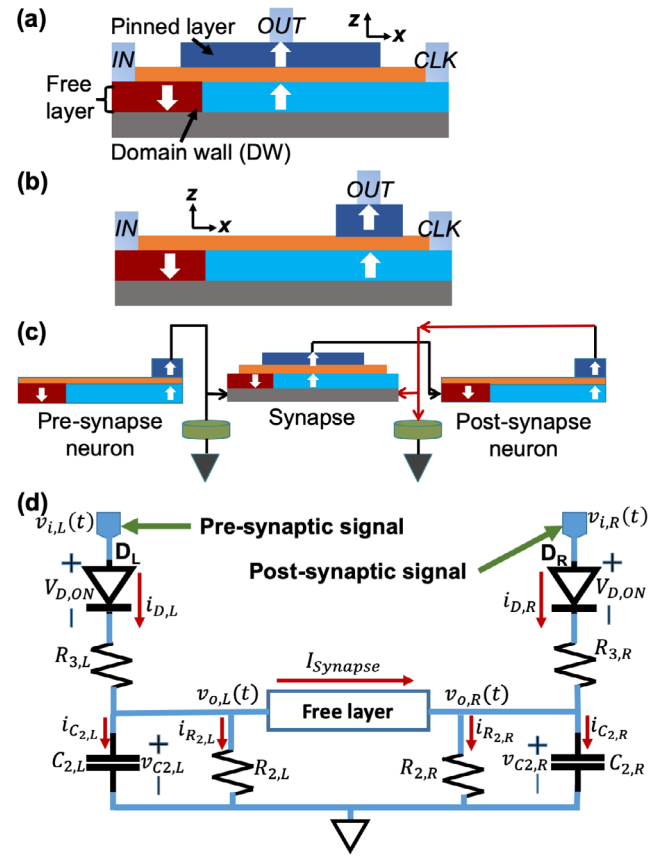 (a)
Pinned layer
OUT
z
x
IN
CLK
Free
layer
Domain wall (DW)
(b)
z
x
OUT
IN
CLK
(c)
Pre-synapse
neuron
Synapse
Post-synapse
neuron
(d)
v_{i,L}(t)
Pre-synaptic signal
v_{i,R}(t)
Post-synaptic signal
+
D_L
V_{D,ON}
−
i_{D,L}
D_R
+
V_{D,ON}
−
i_{D,R}
R_{3,L}
R_{3,R}
I_{Synapse}
v_{o,L}(t)
Free layer
v_{o,R}(t)
i_{C_{2,L}}
i_{R_{2,L}}
i_{R_{2,R}}
i_{C_{2,R}}
C_{2,L}
+
v_{C2,L}
−
R_{2,L}
R_{2,R}
+
v_{C2,R}
−
C_{2,R}